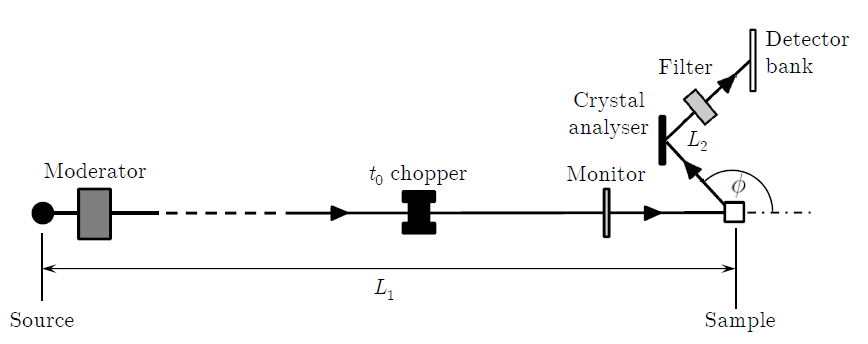 Detector
bank
Filter
Crystal
analyser
L2
Moderator
t0 chopper
Monitor
ϕ
L1
Source
Sample